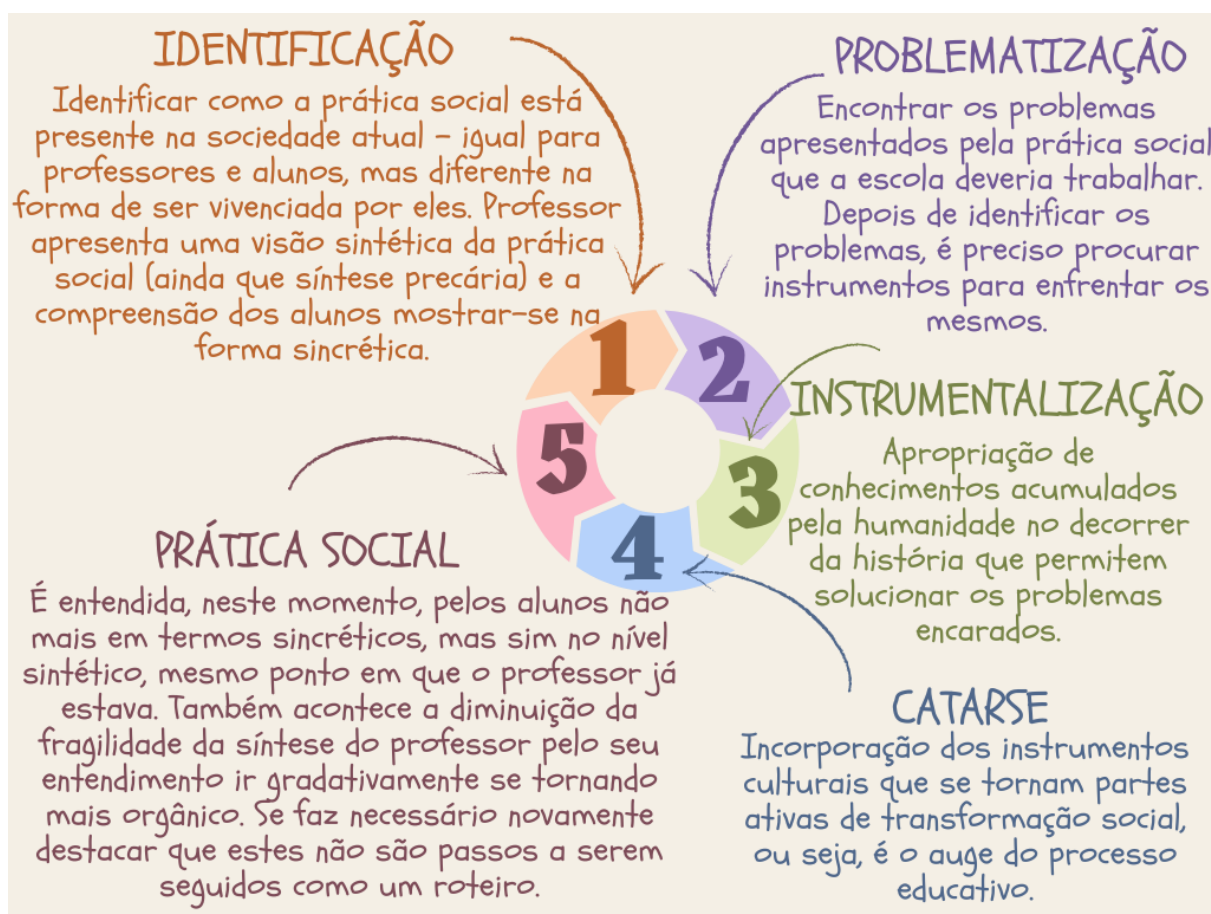 IDENTIFICAÇÃO
Identificar como a prática social está
presente na sociedade atual - igual para
professores e alunos, mas diferente na
forma de ser vivenciada por eles. Professor
apresenta uma visão sintética da prática
social (ainda que síntese precária) e a
compreensão dos alunos mostrar-se na
forma sincrética.
PROBLEMATIZAÇÃO
Encontrar os problemas
apresentados pela prática social
que a escola deveria trabalhar.
Depois de identificar os
problemas, é preciso procurar
instrumentos para enfrentar os
mesmos.
1
2
3
4
5
INSTRUMENTALIZAÇÃO
Apropriação de
conhecimentos acumulados
pela humanidade no decorrer
da história que permitem
solucionar os problemas
encarados.
CATARSE
Incorporação dos instrumentos
culturais que se tornam partes
ativas de transformação social,
ou seja, é o auge do processo
educativo.
PRÁTICA SOCIAL
É entendida, neste momento, pelos alunos não
mais em termos sincréticos, mas sim no nível
sintético, mesmo ponto em que o professor já
estava. Também acontece a diminuição da
fragilidade da síntese do professor pelo seu
entendimento ir gradativamente se tornando
mais orgânico. Se faz necessário novamente
destacar que estes não são passos a serem
seguidos como um roteiro.